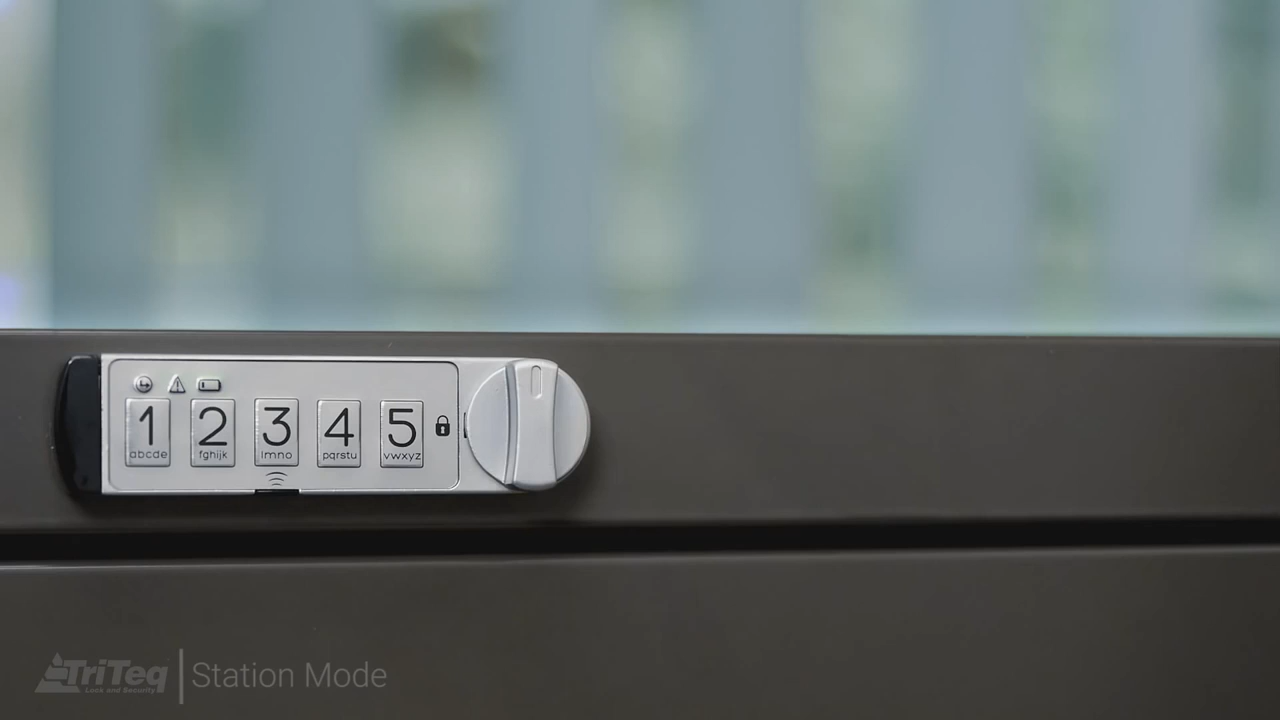 1 2 3 4 5
abcde fghijk lmno pqrstu vwxyz
TriTeq
Lock and Security
Station Mode